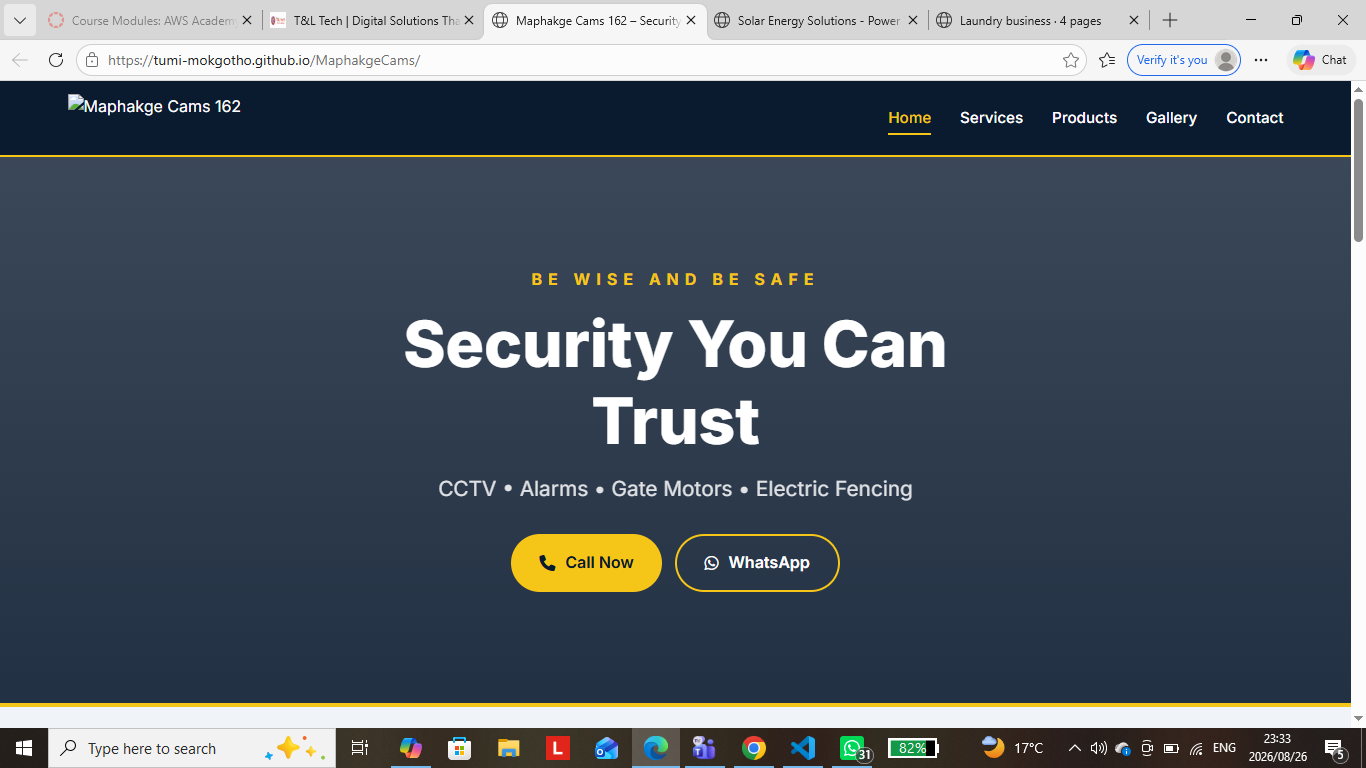 Course Modules: AWS Academ
T&L Tech | Digital Solutions Tha
Maphakge Cams 162 – Security
Solar Energy Solutions - Power
Laundry business · 4 pages
https://tumi-mokgotho.github.io/MaphakgeCams/
Verify it's you
Chat
Maphakge Cams 162
Home
Services
Products
Gallery
Contact
BE WISE AND BE SAFE
Security You Can
Trust
CCTV • Alarms • Gate Motors • Electric Fencing
Call Now
WhatsApp
Type here to search
L
31
82%
17°C
ENG
23:33
2026/08/26
5